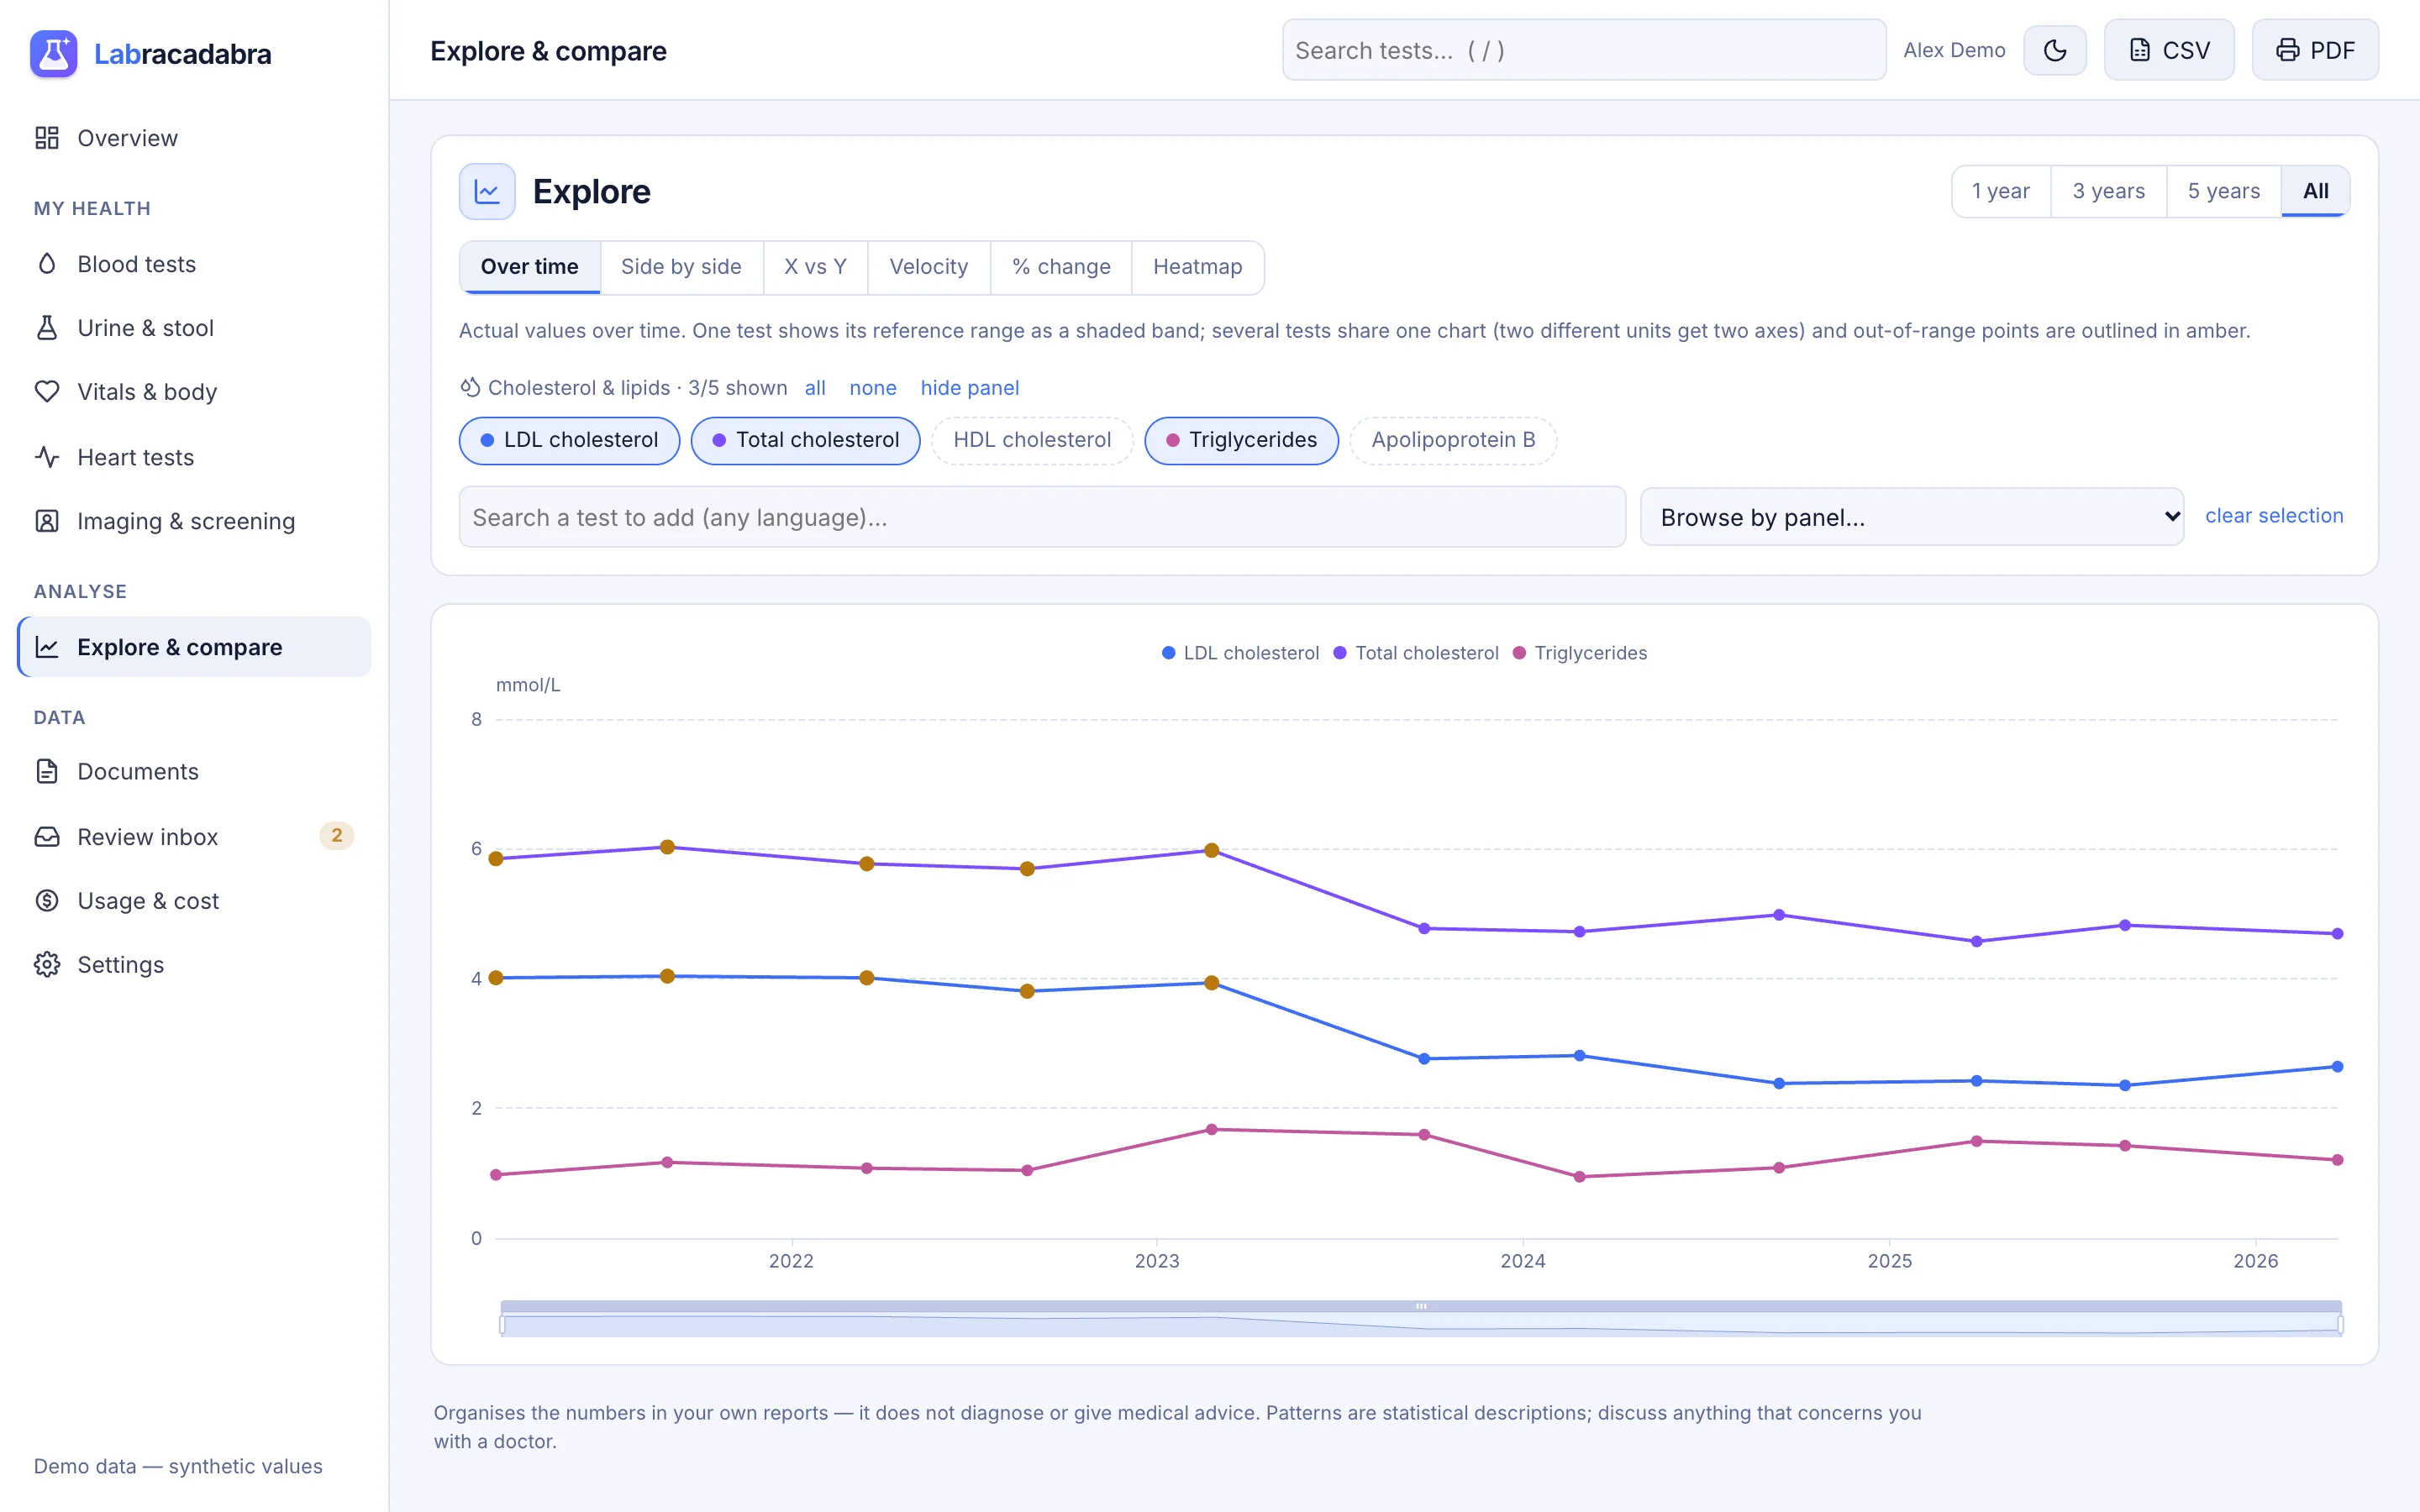 Labracadabra
Overview
MY HEALTH
Blood tests
Urine & stool
Vitals & body
Heart tests
Imaging & screening
ANALYSE
Explore & compare
DATA
Documents
Review inbox 2
Usage & cost
Settings
Demo data — synthetic values
Explore & compare
Search tests... ( / )
Alex Demo
CSV
PDF
Explore
1 year 3 years 5 years All
Over time Side by side X vs Y Velocity % change Heatmap
Actual values over time. One test shows its reference range as a shaded band; several tests share one chart (two different units get two axes) and out-of-range points are outlined in amber.
Cholesterol & lipids · 3/5 shown all none hide panel
LDL cholesterol Total cholesterol HDL cholesterol Triglycerides Apolipoprotein B
Search a test to add (any language)... Browse by panel... clear selection
LDL cholesterol Total cholesterol Triglycerides
mmol/L
8
6
4
2
0
2022 2023 2024 2025 2026
Organises the numbers in your own reports — it does not diagnose or give medical advice. Patterns are statistical descriptions; discuss anything that concerns you
with a doctor.